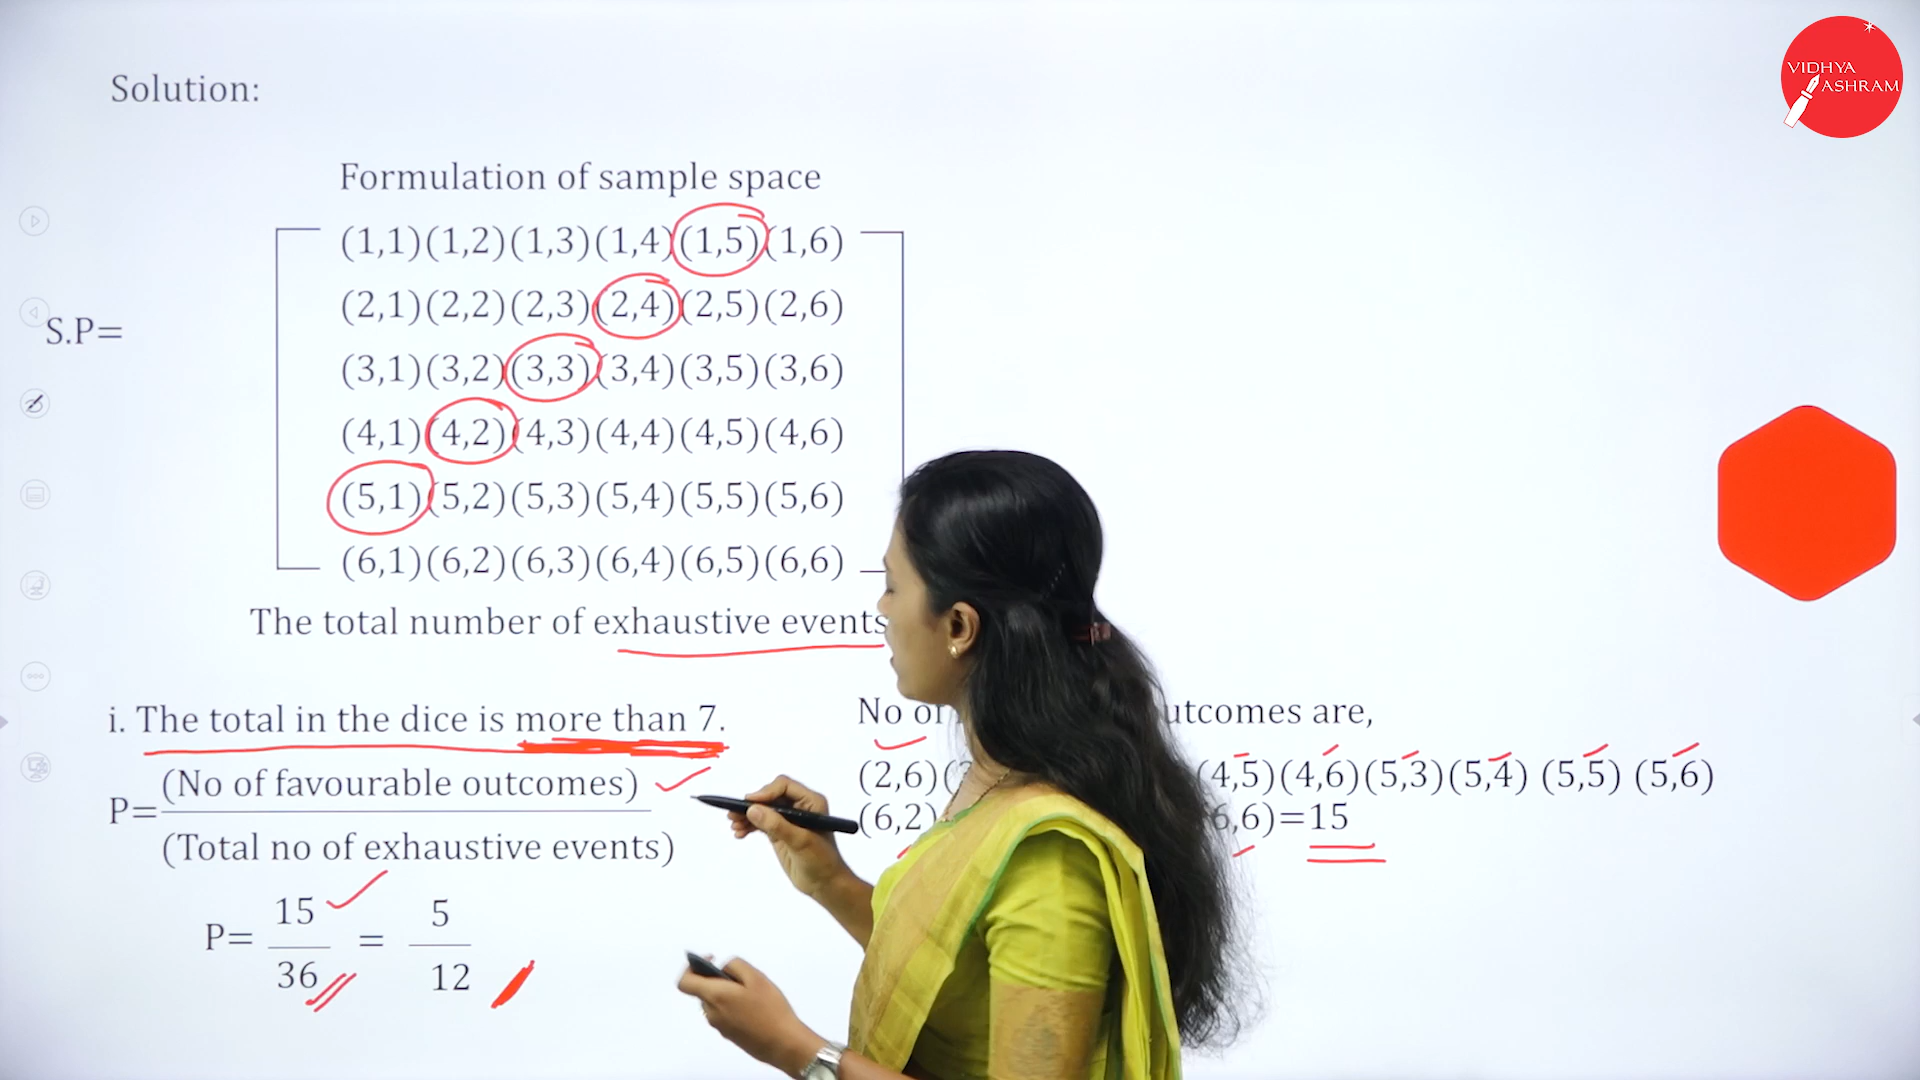 VIDHYA
ASHRAM
Solution:
Formulation of sample space
(1,1)(1,2)(1,3)(1,4)(1,5)(1,6)
(2,1)(2,2)(2,3)(2,4)(2,5)(2,6)
S.P=
(3,1)(3,2)(3,3)(3,4)(3,5)(3,6)
(4,1)(4,2)(4,3)(4,4)(4,5)(4,6)
(5,1)(5,2)(5,3)(5,4)(5,5)(5,6)
(6,1)(6,2)(6,3)(6,4)(6,5)(6,6)
The total number of exhaustive events
i. The total in the dice is more than 7.
P=
(No of favourable outcomes)
(Total no of exhaustive events)
P= 15 = 5
36 12
No of utcomes are,
(2,6) (4,5)(4,6)(5,3)(5,4) (5,5) (5,6)
(6,2) 6,6)=15